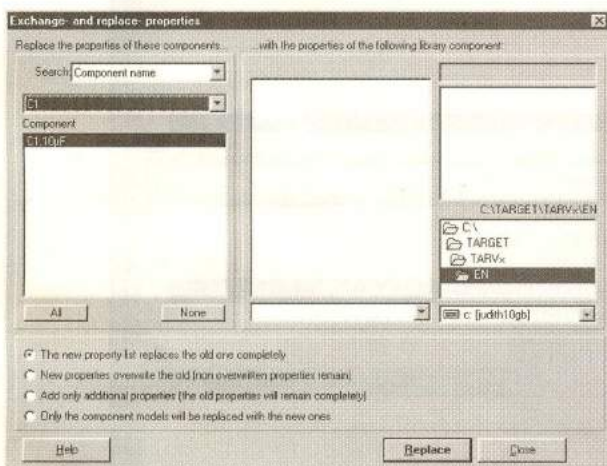 Exchange- and replace- properties
Replace the properties of these components...
...with the properties of the following library component:
Search: Component name
C1
Component
C1:10µF
All
None
C:\TARGET\TARVx\EN
C:\
TARGET
TARVx
EN
c: [judith10gb]
The new property list replaces the old one completely
New properties overwrite the old (non overwritten properties remain)
Add only additional properties (the old properties will remain completely)
Only the component models will be replaced with the new ones
Help
Replace
Close